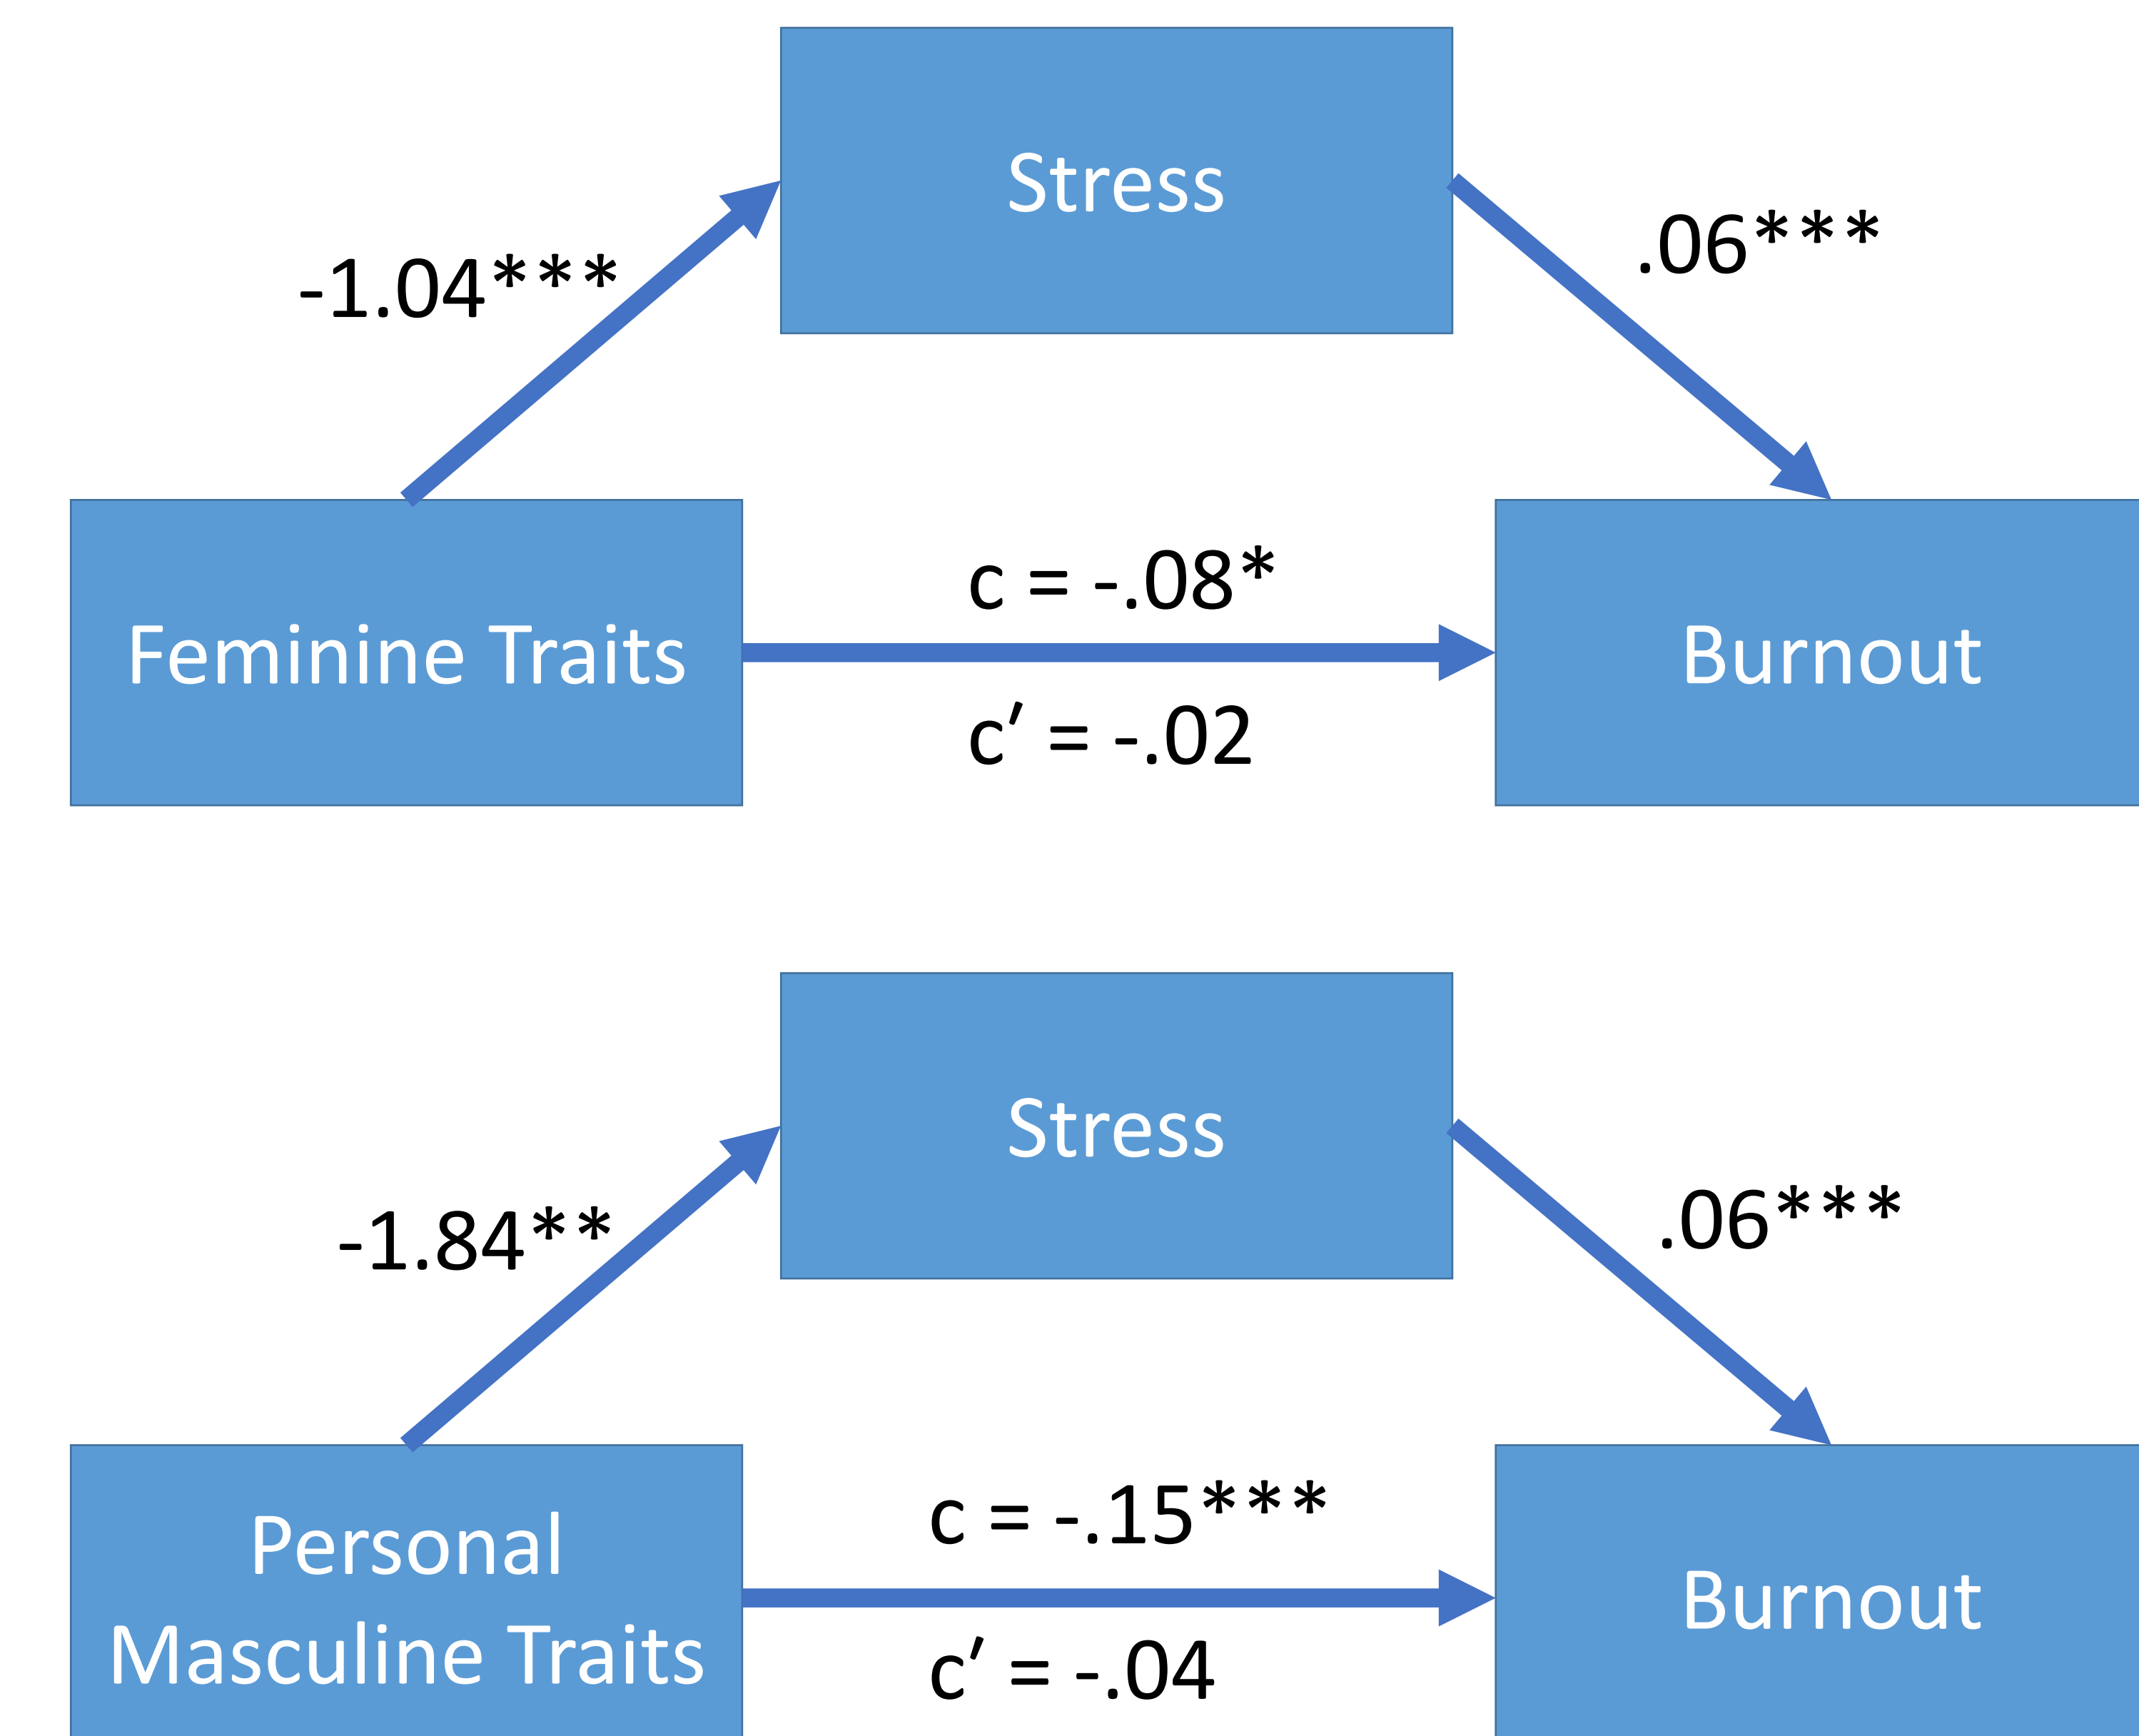 Stress
-1.04***
.06***
Feminine Traits
c = -.08*
c′ = -.02
Burnout
Stress
-1.84**
.06***
Personal
Masculine Traits
c = -.15***
c′ = -.04
Burnout